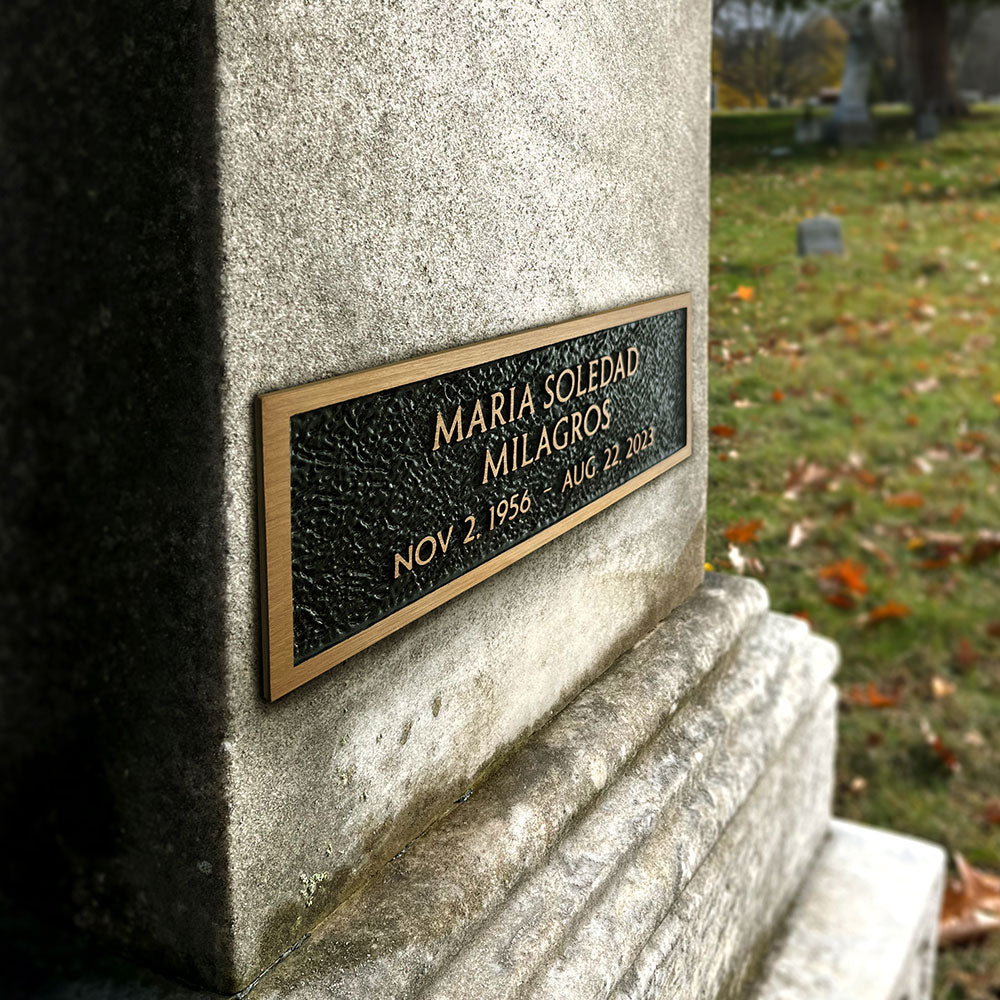 MARIA SOLEDAD
MILAGROS
NOV 2. 1956 - AUG 22, 2023